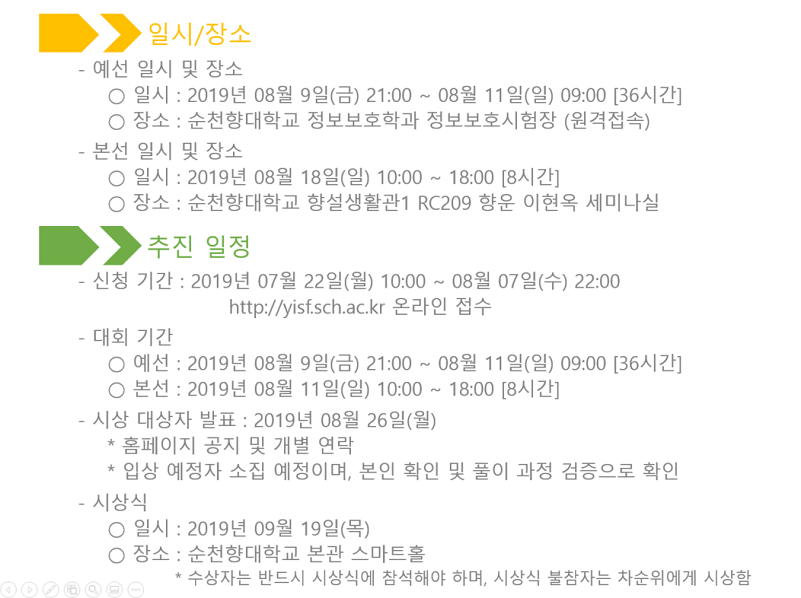 일시/장소
- 예선 일시 및 장소
○ 일시 : 2019년 08월 9일(금) 21:00 ~ 08월 11일(일) 09:00 [36시간]
○ 장소 : 순천향대학교 정보보호학과 정보보호시험장 (원격접속)
- 본선 일시 및 장소
○ 일시 : 2019년 08월 18일(일) 10:00 ~ 18:00 [8시간]
○ 장소 : 순천향대학교 향설생활관1 RC209 향운 이현옥 세미나실
추진 일정
- 신청 기간 : 2019년 07월 22일(월) 10:00 ~ 08월 07일(수) 22:00
http://yisf.sch.ac.kr 온라인 접수
- 대회 기간
○ 예선 : 2019년 08월 9일(금) 21:00 ~ 08월 11일(일) 09:00 [36시간]
○ 본선 : 2019년 08월 11일(일) 10:00 ~ 18:00 [8시간]
- 시상 대상자 발표 : 2019년 08월 26일(월)
* 홈페이지 공지 및 개별 연락
* 입상 예정자 소집 예정이며, 본인 확인 및 풀이 과정 검증으로 확인
- 시상식
○ 일시 : 2019년 09월 19일(목)
○ 장소 : 순천향대학교 본관 스마트홀
* 수상자는 반드시 시상식에 참석해야 하며, 시상식 불참자는 차순위에게 시상함